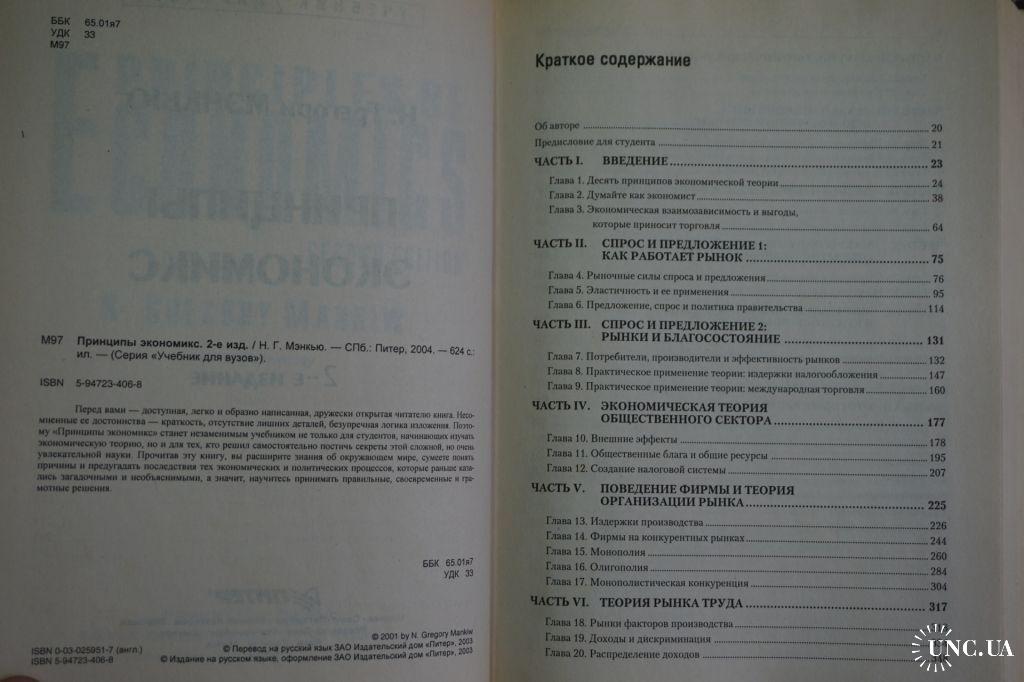 ББК 65.01я7
УДК 33
М97
М97 Принципы экономикс. 2-е изд. / Н. Г. Мэнкью. — СПб.: Питер, 2004. — 624 с.:
ил. — (Серия «Учебник для вузов»).
ISBN 5-94723-406-8
Перед вами — доступная, легко и образно написанная, дружески открытая читателю книга. Несо-
мненные ее достоинства — краткость, отсутствие лишних деталей, безупречная логика изложения. Поэто-
му «Принципы экономикс» станет незаменимым учебником не только для студентов, начинающих изучать
экономическую теорию, но и для тех, кто решил самостоятельно постичь секреты этой сложной, но очень
увлекательной науки. Прочитав эту книгу, вы расширите знания об окружающем мире, сумеете понять
причины и предугадать последствия тех экономических и политических процессов, которые раньше каза-
лись загадочными и необъяснимыми, а значит, научитесь принимать правильные, своевременные и гра-
мотные решения.
ББК 65.01я7
УДК 33
© 2001 by N. Gregory Mankiw
ISBN 0-03-025951-7 (англ.) © Перевод на русский язык ЗАО Издательский дом «Питер», 2003
ISBN 5-94723-406-8 © Издание на русском языке, оформление ЗАО Издательский дом «Питер», 2003
Краткое содержание
Об авторе 20
Предисловие для студента 21
ЧАСТЬ I. ВВЕДЕНИЕ 23
Глава 1. Десять принципов экономической теории 24
Глава 2. Думайте как экономист 38
Глава 3. Экономическая взаимозависимость и выгоды,
которые приносит торговля 64
ЧАСТЬ II. СПРОС И ПРЕДЛОЖЕНИЕ 1:
КАК РАБОТАЕТ РЫНОК 75
Глава 4. Рыночные силы спроса и предложения 76
Глава 5. Эластичность и ее применения 95
Глава 6. Предложение, спрос и политика правительства 114
ЧАСТЬ III. СПРОС И ПРЕДЛОЖЕНИЕ 2:
РЫНКИ И БЛАГОСОСТОЯНИЕ 131
Глава 7. Потребители, производители и эффективность рынков 132
Глава 8. Практическое применение теории: издержки налогообложения 147
Глава 9. Практическое применение теории: международная торговля 160
ЧАСТЬ IV. ЭКОНОМИЧЕСКАЯ ТЕОРИЯ
ОБЩЕСТВЕННОГО СЕКТОРА 177
Глава 10. Внешние эффекты 178
Глава 11. Общественные блага и общие ресурсы 195
Глава 12. Создание налоговой системы 207
ЧАСТЬ V. ПОВЕДЕНИЕ ФИРМЫ И ТЕОРИЯ
ОРГАНИЗАЦИИ РЫНКА 225
Глава 13. Издержки производства 226
Глава 14. Фирмы на конкурентных рынках 244
Глава 15. Монополия 260
Глава 16. Олигополия 284
Глава 17. Монополистическая конкуренция 304
ЧАСТЬ VI. ТЕОРИЯ РЫНКА ТРУДА 317
Глава 18. Рынки факторов производства
Глава 19. Доходы и дискриминация
Глава 20. Распределение доходов
UNC.UA